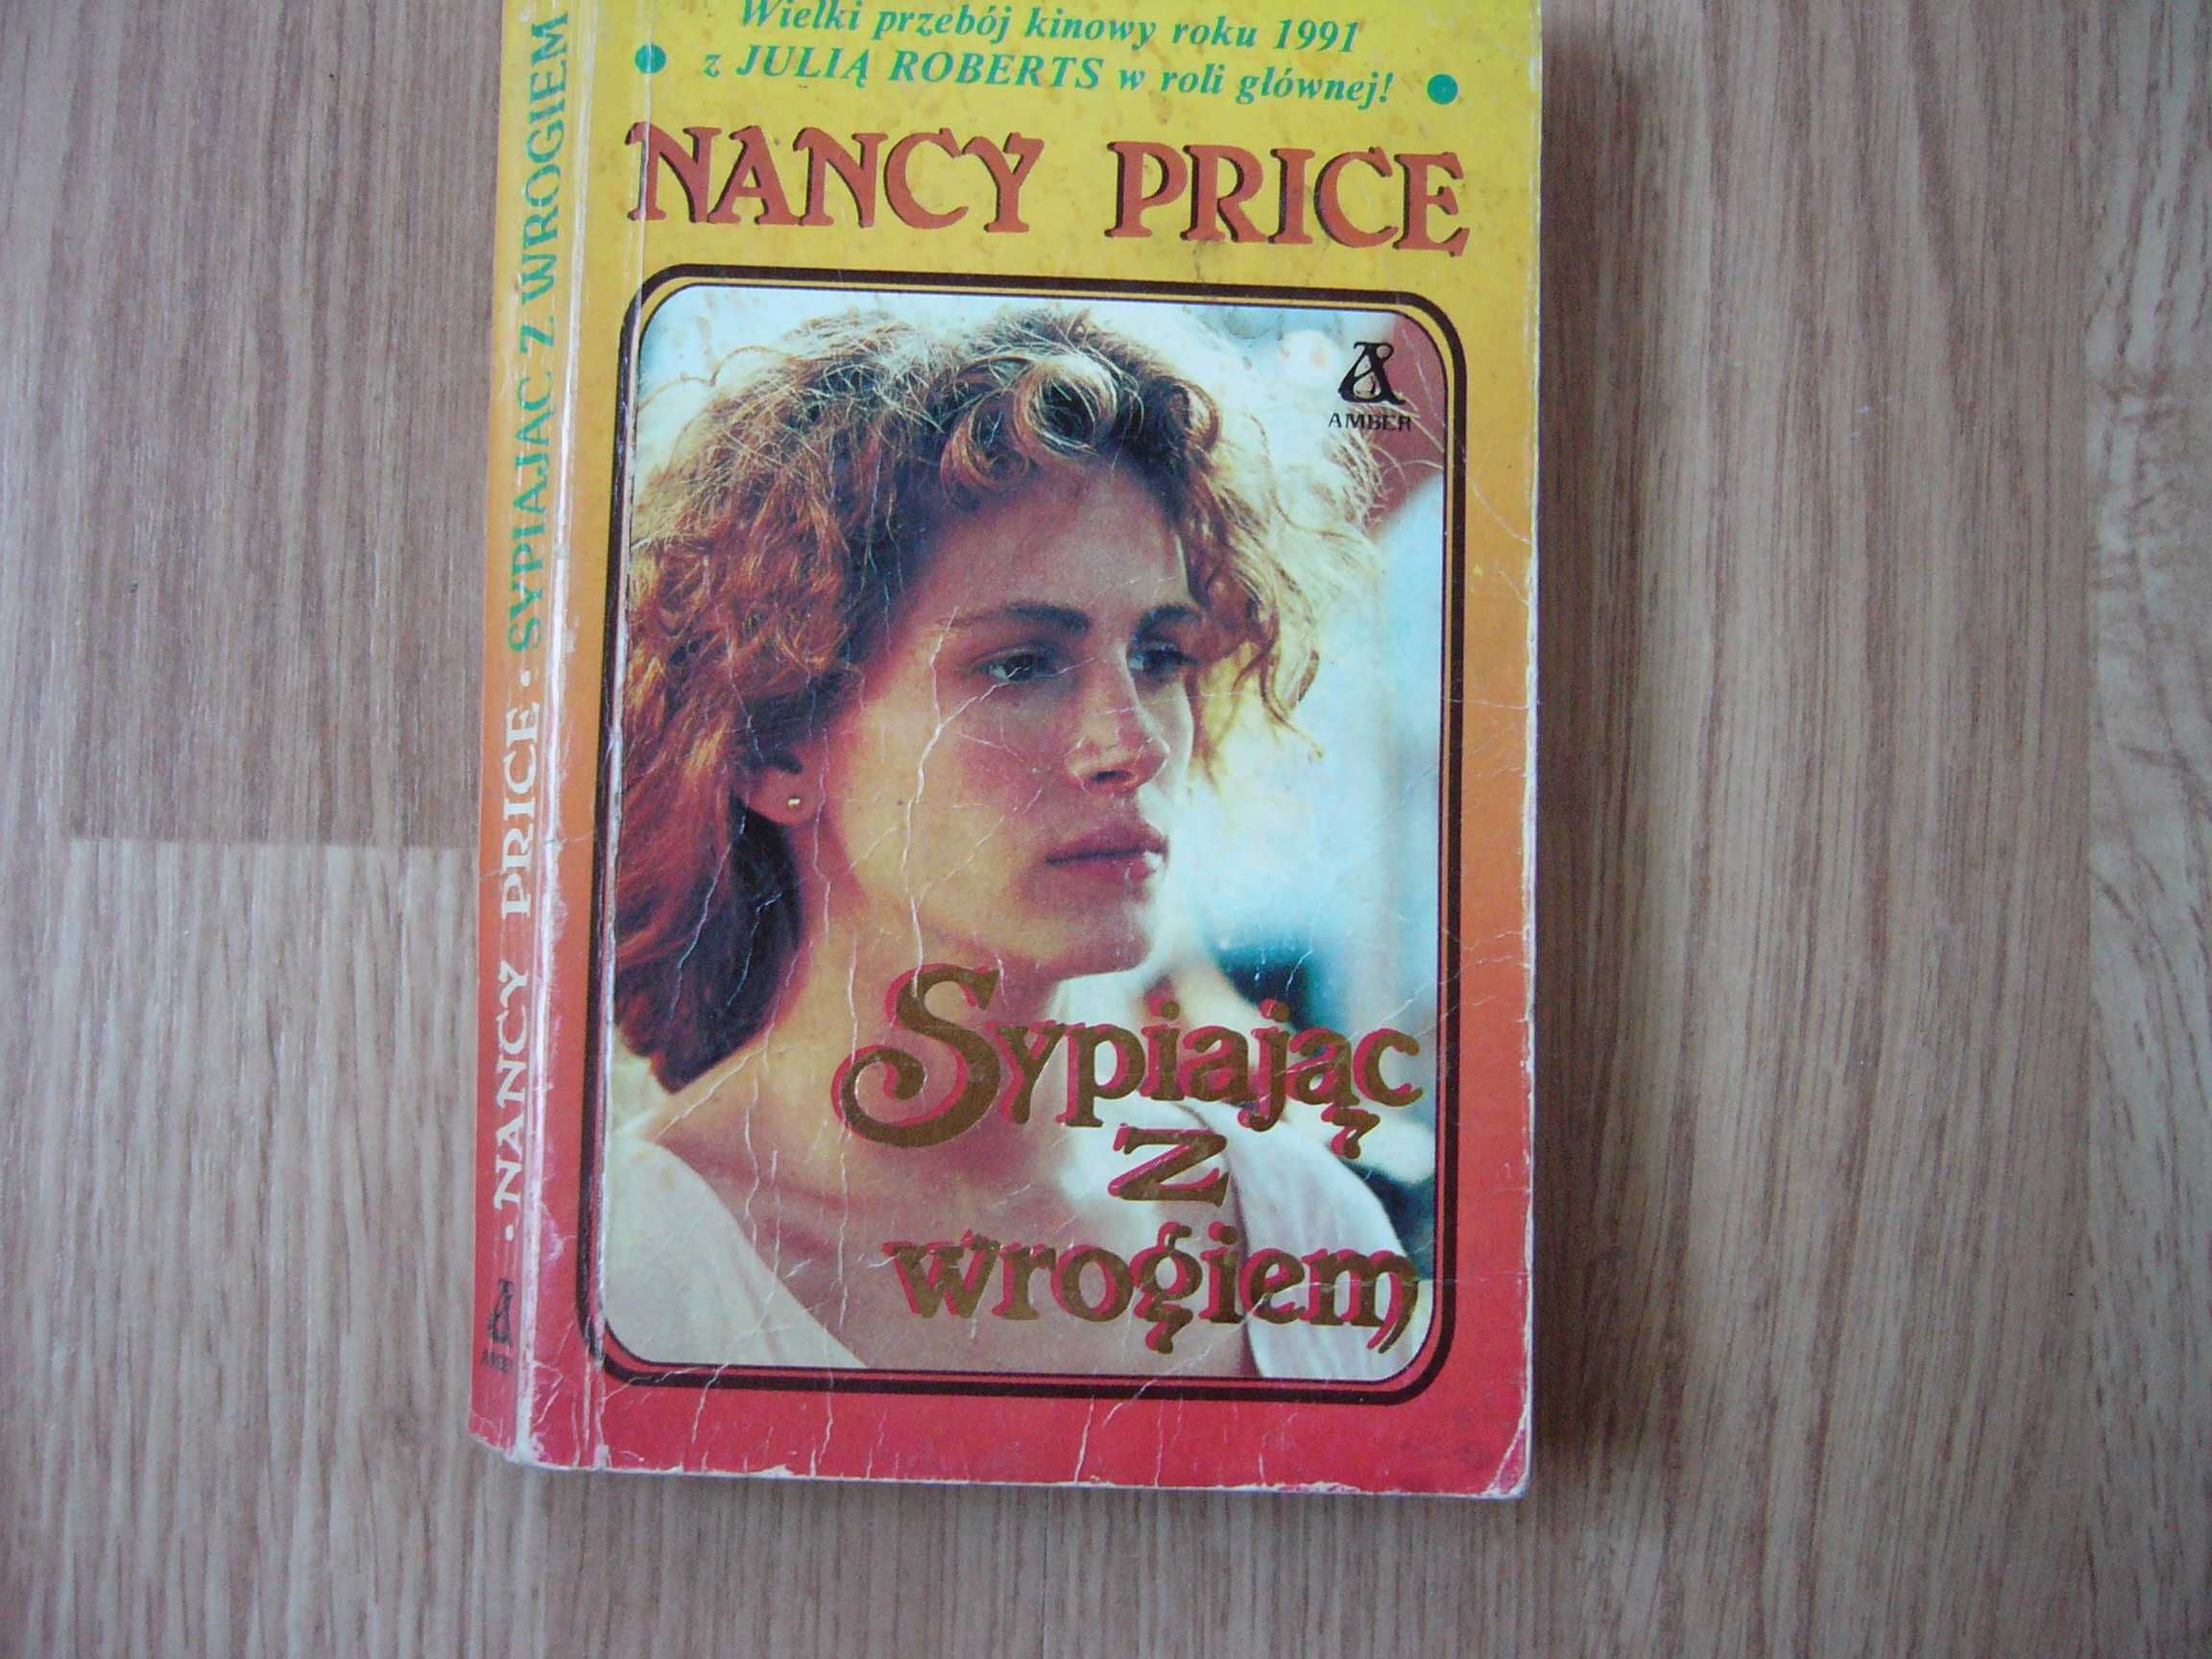 Wielki przebój kinowy roku 1991
• z JULIĄ ROBERTS w roli głównej! •
NANCY PRICE
AMBER
Sypiając
z
wrogiem
• NANCY PRICE • SYPIAJĄC Z WROGIEM